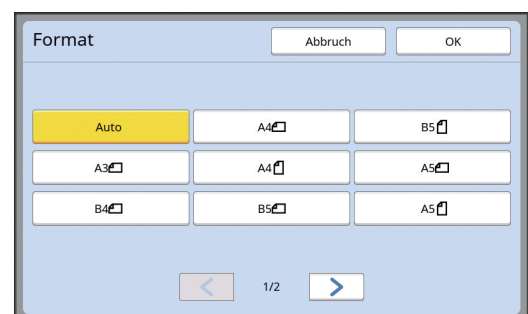 Format Abbruch OK
Auto A4 B5
A3 A4 A5
B4 B5 A5
1/2